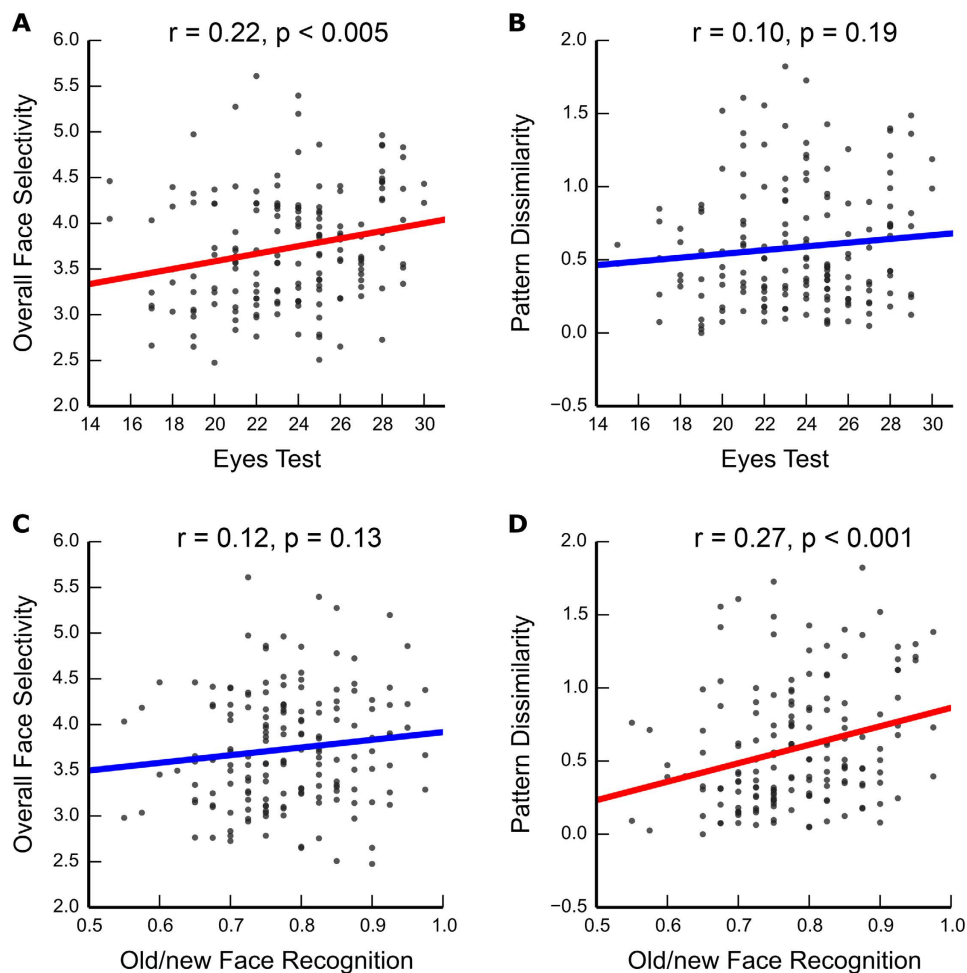 A
r = 0.22, p < 0.005
6.0
5.5
5.0
4.5
4.0
3.5
3.0
2.5
2.0
Overall Face Selectivity
14 16 18 20 22 24 26 28 30
Eyes Test
B
r = 0.10, p = 0.19
2.0
1.5
1.0
0.5
0.0
−0.5
Pattern Dissimilarity
14 16 18 20 22 24 26 28 30
Eyes Test
C
r = 0.12, p = 0.13
6.0
5.5
5.0
4.5
4.0
3.5
3.0
2.5
2.0
Overall Face Selectivity
0.5 0.6 0.7 0.8 0.9 1.0
Old/new Face Recognition
D
r = 0.27, p < 0.001
2.0
1.5
1.0
0.5
0.0
−0.5
Pattern Dissimilarity
0.5 0.6 0.7 0.8 0.9 1.0
Old/new Face Recognition